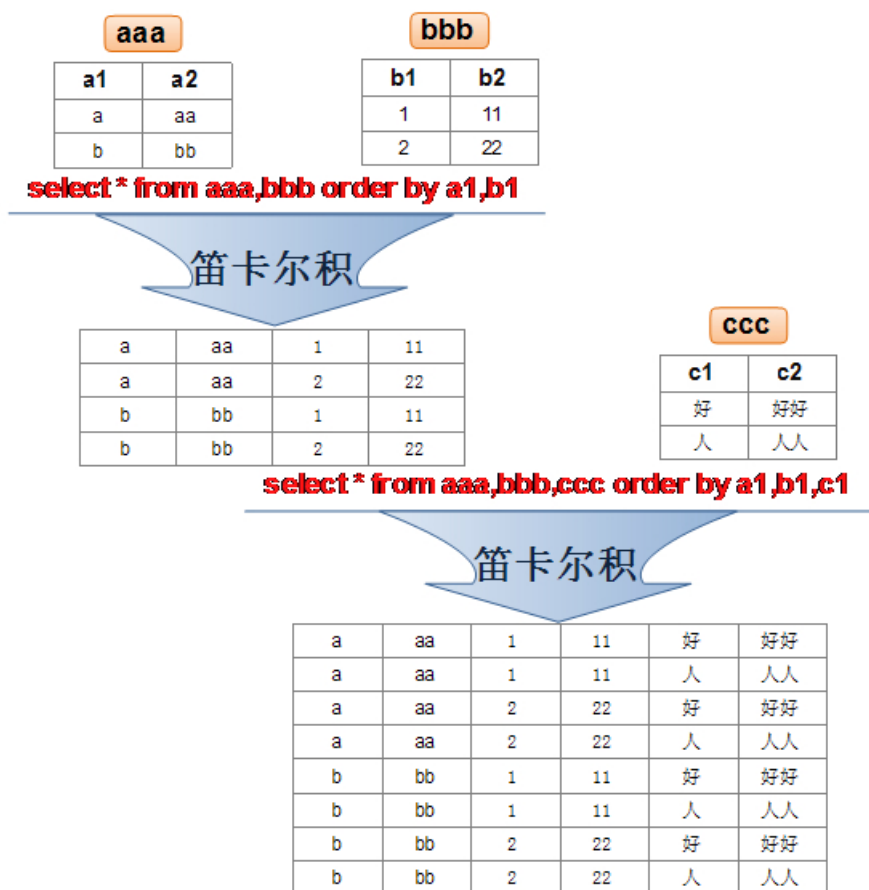 aaa
bbb
a1 a2
a aa
b bb
b1 b2
1 11
2 22
select * from aaa,bbb order by a1,b1
笛卡尔积
a aa 1 11
a aa 2 22
b bb 1 11
b bb 2 22
ccc
c1 c2
好 好好
人 人人
select * from aaa,bbb,ccc order by a1,b1,c1
笛卡尔积
a aa 1 11 好 好好
a aa 1 11 人 人人
a aa 2 22 好 好好
a aa 2 22 人 人人
b bb 1 11 好 好好
b bb 1 11 人 人人
b bb 2 22 好 好好
b bb 2 22 人 人人